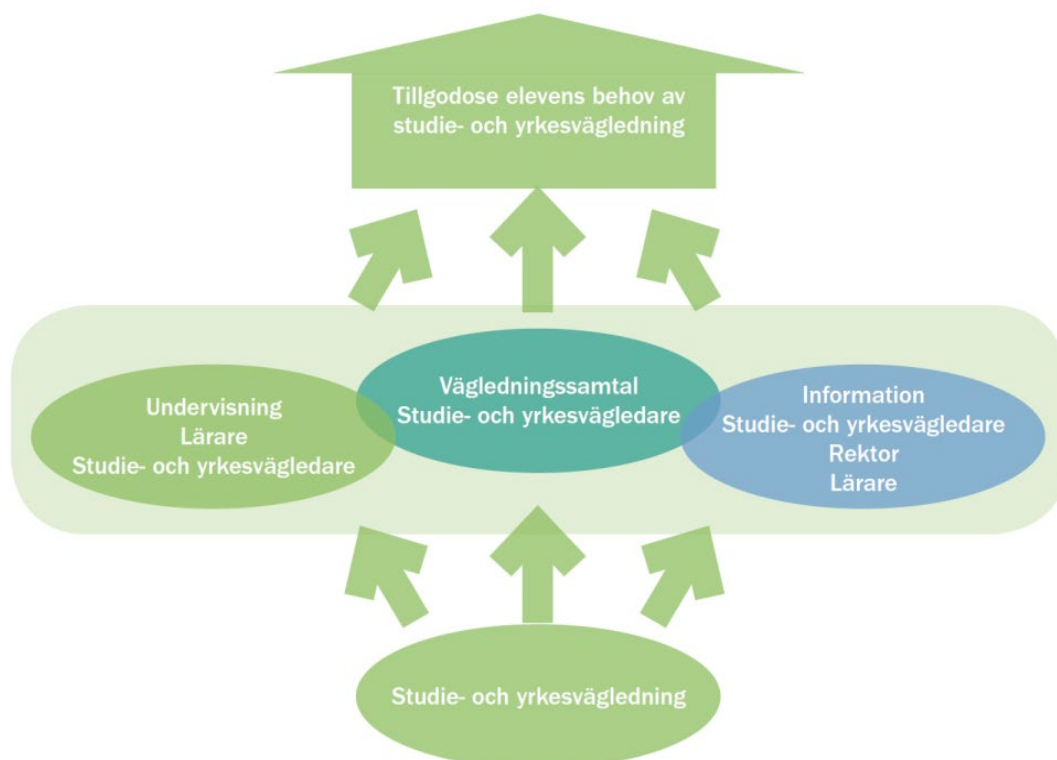 Tillgodose elevens behov av
studie- och yrkesvägledning
Undervisning
Lärare
Studie- och yrkesvägledare
Vägledningssamtal
Studie- och yrkesvägledare
Information
Studie- och yrkesvägledare
Rektor
Lärare
Studie- och yrkesvägledning